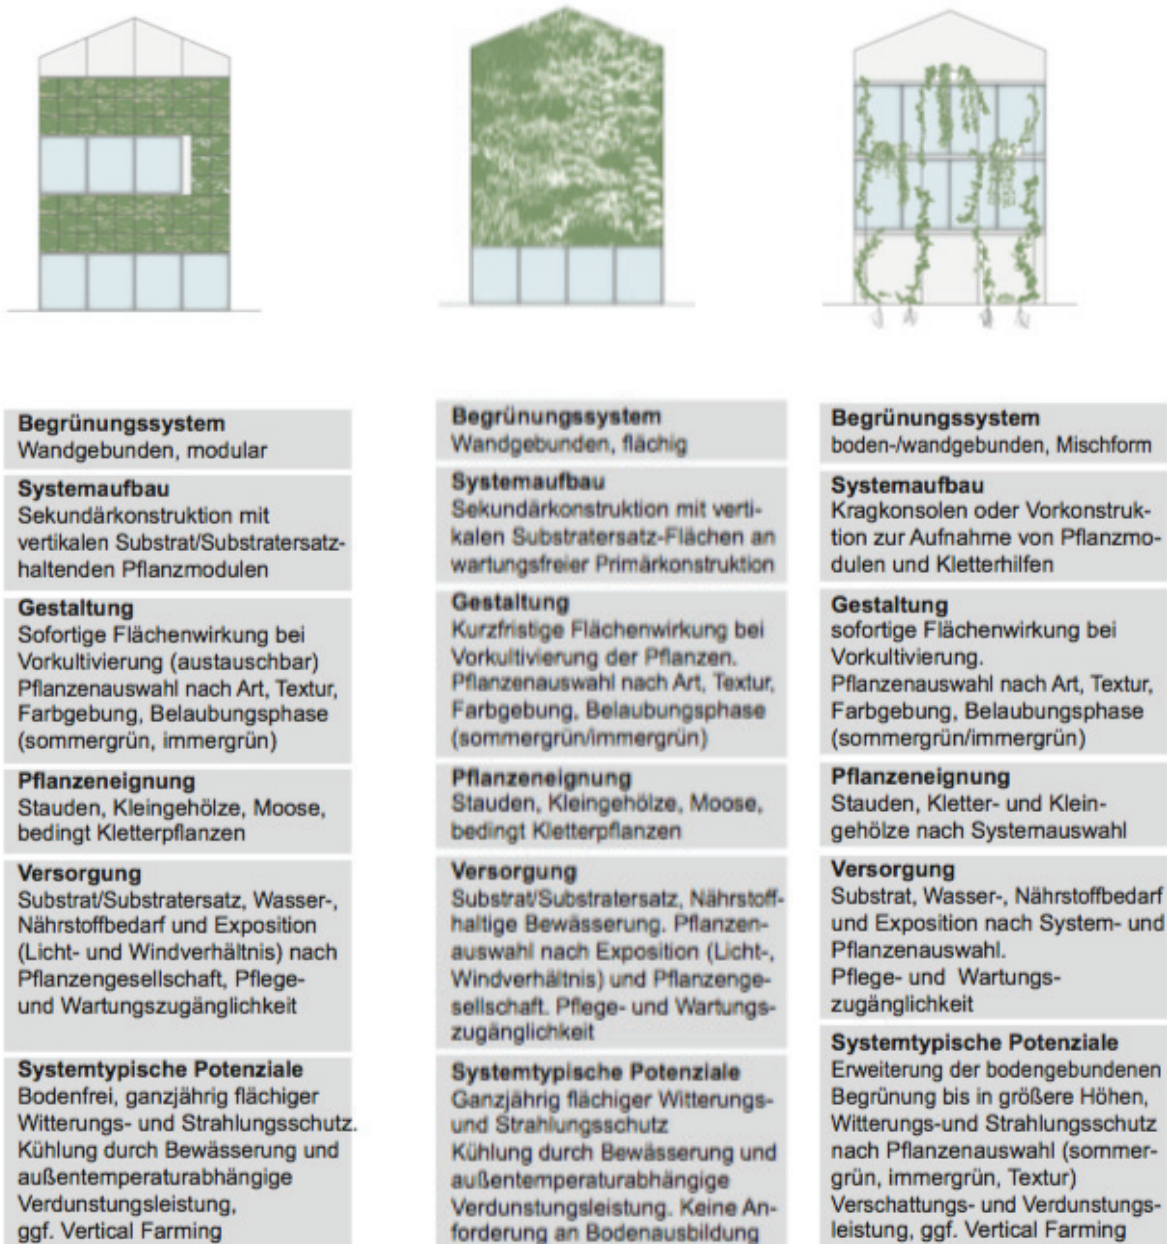 Begrünungssystem
Wandgebunden, modular
Systemaufbau
Sekundärkonstruktion mit
vertikalen Substrat/Substratersatz-
haltenden Pflanzmodulen
Gestaltung
Sofortige Flächenwirkung bei
Vorkultivierung (austauschbar)
Pflanzenauswahl nach Art, Textur,
Farbgebung, Belaubungsphase
(sommergrün, immergrün)
Pflanzeneignung
Stauden, Kleingehölze, Moose,
bedingt Kletterpflanzen
Versorgung
Substrat/Substratersatz, Wasser-,
Nährstoffbedarf und Exposition
(Licht- und Windverhältnis) nach
Pflanzengesellschaft, Pflege-
und Wartungszugänglichkeit
Systemtypische Potenziale
Bodenfrei, ganzjährig flächiger
Witterungs- und Strahlungsschutz.
Kühlung durch Bewässerung und
außentemperaturabhängige
Verdunstungsleistung,
ggf. Vertical Farming
Begrünungssystem
Wandgebunden, flächig
Systemaufbau
Sekundärkonstruktion mit verti-
kalen Substratersatz-Flächen an
wartungsfreier Primärkonstruktion
Gestaltung
Kurzfristige Flächenwirkung bei
Vorkultivierung der Pflanzen.
Pflanzenauswahl nach Art, Textur,
Farbgebung, Belaubungsphase
(sommergrün/immergrün)
Pflanzeneignung
Stauden, Kleingehölze, Moose,
bedingt Kletterpflanzen
Versorgung
Substrat/Substratersatz, Nährstoff-
haltige Bewässerung. Pflanzen-
auswahl nach Exposition (Licht-,
Windverhältnis) und Pflanzenge-
sellschaft. Pflege- und Wartungs-
zugänglichkeit
Systemtypische Potenziale
Ganzjährig flächiger Witterungs-
und Strahlungsschutz
Kühlung durch Bewässerung und
außentemperaturabhängige
Verdunstungsleistung. Keine An-
forderung an Bodenausbildung
Begrünungssystem
boden-/wandgebunden, Mischform
Systemaufbau
Kragkonsolen oder Vorkonstruk-
tion zur Aufnahme von Pflanzmo-
dulen und Kletterhilfen
Gestaltung
sofortige Flächenwirkung bei
Vorkultivierung.
Pflanzenauswahl nach Art, Textur,
Farbgebung, Belaubungsphase
(sommergrün/immergrün)
Pflanzeneignung
Stauden, Kletter- und Klein-
gehölze nach Systemauswahl
Versorgung
Substrat, Wasser-, Nährstoffbedarf
und Exposition nach System- und
Pflanzenauswahl.
Pflege- und Wartungs-
zugänglichkeit
Systemtypische Potenziale
Erweiterung der bodengebundenen
Begrünung bis in größere Höhen,
Witterungs-und Strahlungsschutz
nach Pflanzenauswahl (sommer-
grün, immergrün, Textur)
Verschattungs- und Verdunstungs-
leistung, ggf. Vertical Farming